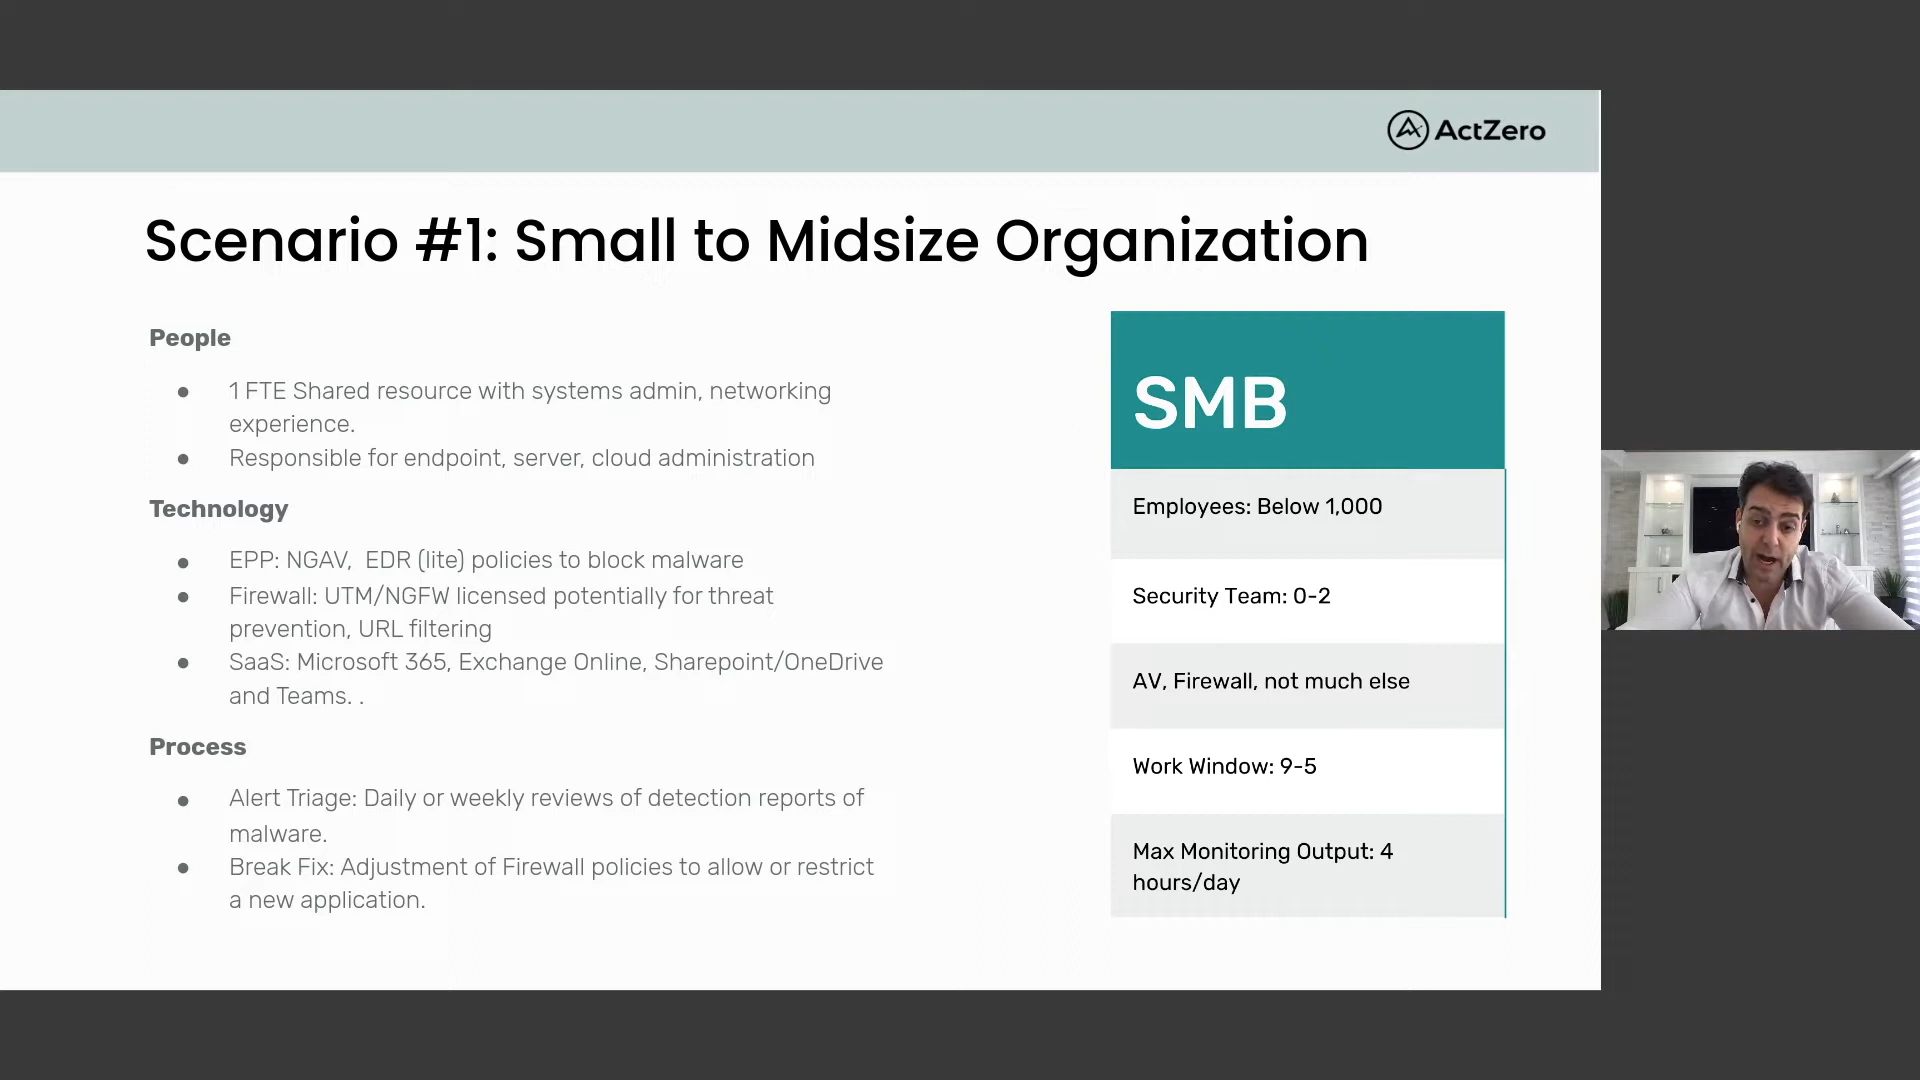 ActZero
Scenario #1: Small to Midsize Organization
People
● 1 FTE Shared resource with systems admin, networking
experience.
● Responsible for endpoint, server, cloud administration
Technology
● EPP: NGAV,  EDR (lite) policies to block malware
● Firewall: UTM/NGFW licensed potentially for threat
prevention, URL filtering
● SaaS: Microsoft 365, Exchange Online, Sharepoint/OneDrive
and Teams. .
Process
● Alert Triage: Daily or weekly reviews of detection reports of
malware.
● Break Fix: Adjustment of Firewall policies to allow or restrict
a new application.
SMB
Employees: Below 1,000
Security Team: 0-2
AV, Firewall, not much else
Work Window: 9-5
Max Monitoring Output: 4
hours/day